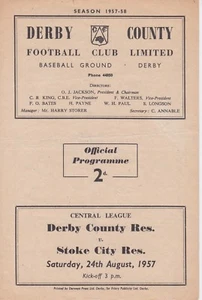 SEASON 1957-58
DERBY COUNTY
FOOTBALL CLUB LIMITED
BASEBALL GROUND DERBY
Phone 44805
Directors:
O. J. JACKSON, President & Chairman
C. R. KING, C.B.E., Vice-President F. WALTERS, Vice-President
F. G. BATES H. PAYNE W. H. PAUL S. LONGSON
Manager: Mr. HARRY STORER Secretary: C. ANNABLE
Official
Programme
2d.
CENTRAL LEAGUE
Derby County Res.
v.
Stoke City Res.
Saturday, 24th August, 1957
Kick-off 3 p.m.